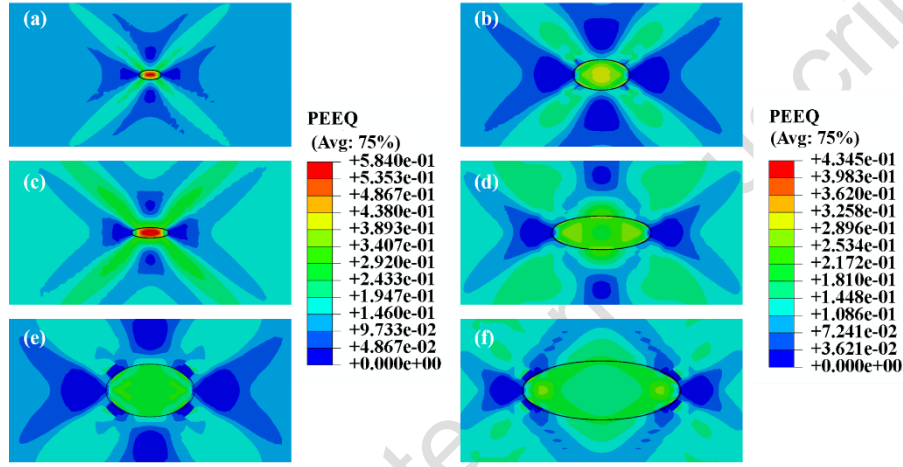 (a)
(b)
(c)
(d)
(e)
(f)
PEEQ
(Avg: 75%)
+5.840e-01
+5.353e-01
+4.867e-01
+4.380e-01
+3.893e-01
+3.407e-01
+2.920e-01
+2.433e-01
+1.947e-01
+1.460e-01
+9.733e-02
+4.867e-02
+0.000e+00
PEEQ
(Avg: 75%)
+4.345e-01
+3.983e-01
+3.620e-01
+3.258e-01
+2.896e-01
+2.534e-01
+2.172e-01
+1.810e-01
+1.448e-01
+1.086e-01
+7.241e-02
+3.621e-02
+0.000e+00